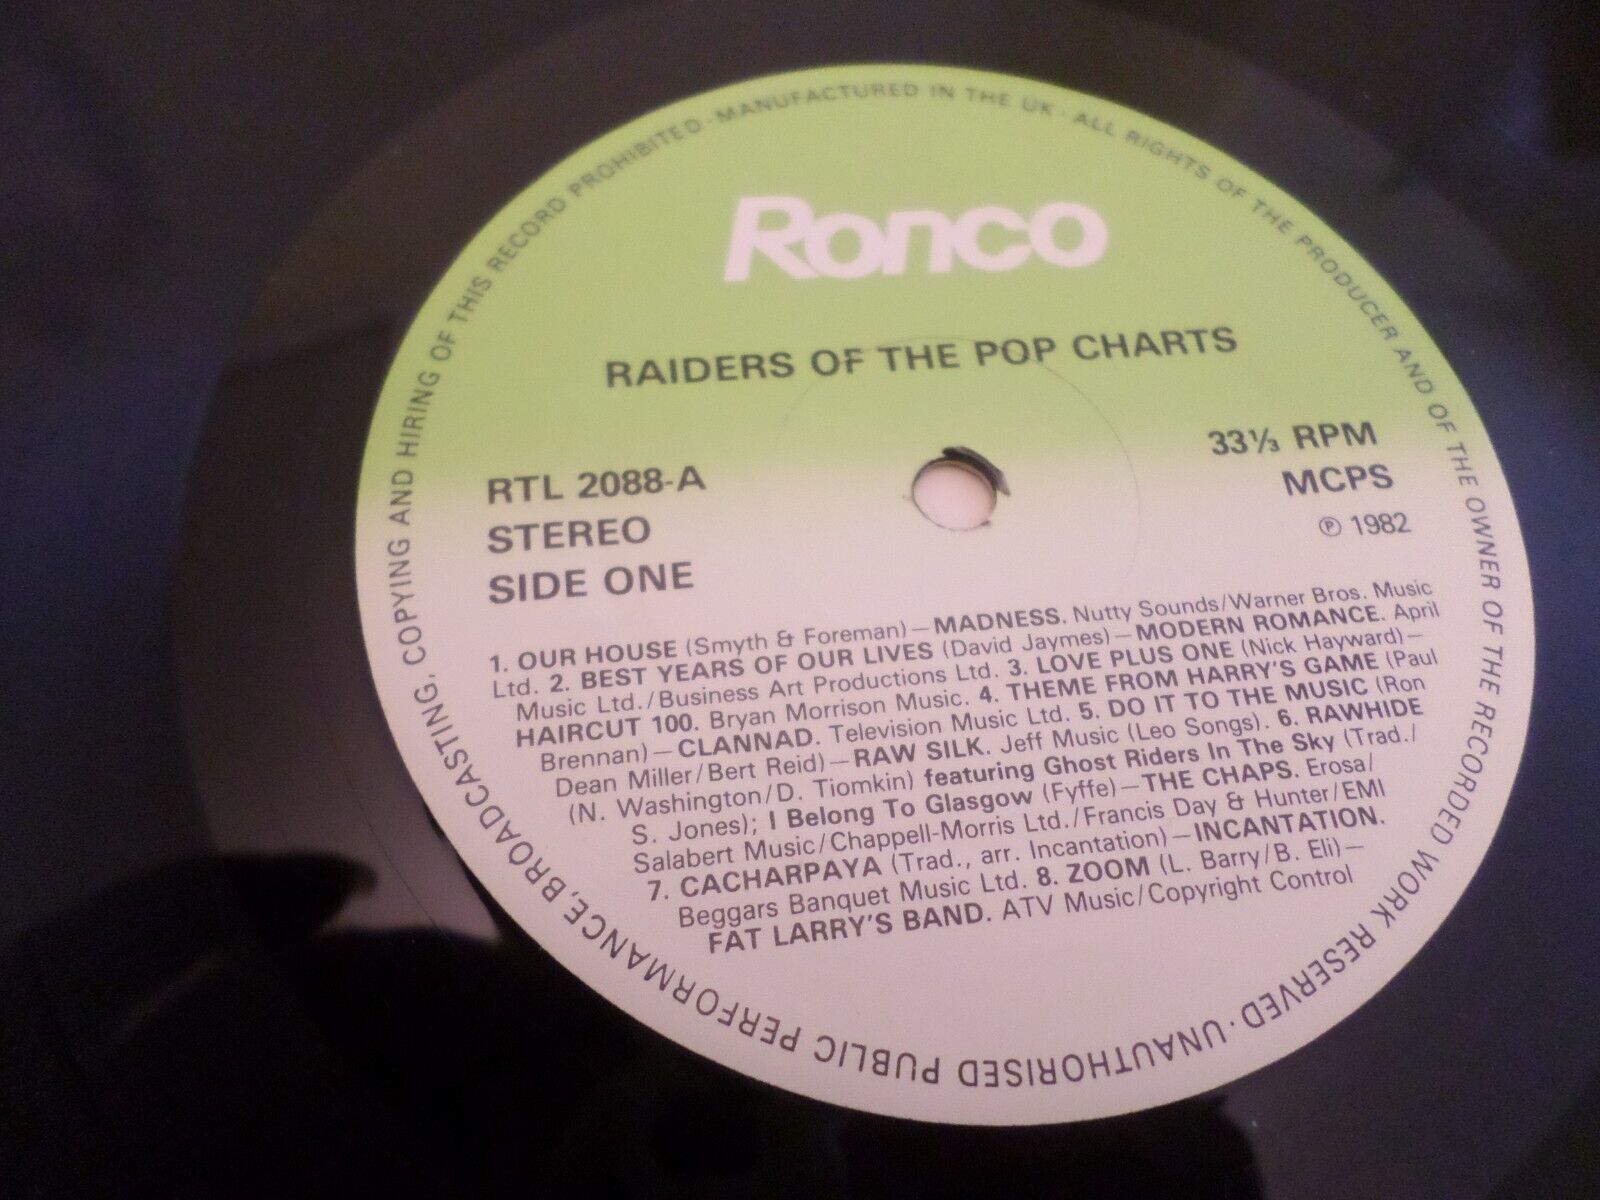 MANUFACTURED IN THE UK · ALL RIGHTS OF THE PRODUCER AND OF THE OWNER OF THE RECORDED WORK RESERVED · UNAUTHORISED PUBLIC PERFORMANCE, BROADCASTING, COPYING AND HIRING OF THIS RECORD PROHIBITED ·
Ronco
RAIDERS OF THE POP CHARTS
RTL 2088-A
STEREO
SIDE ONE
33⅓ RPM
MCPS
℗ 1982
1. OUR HOUSE (Smyth & Foreman)—MADNESS. Nutty Sounds/Warner Bros. Music
Ltd. 2. BEST YEARS OF OUR LIVES (David Jaymes)—MODERN ROMANCE. April
Music Ltd./Business Art Productions Ltd. 3. LOVE PLUS ONE (Nick Hayward)—
HAIRCUT 100. Bryan Morrison Music. 4. THEME FROM HARRY'S GAME (Paul
Brennan)—CLANNAD. Television Music Ltd. 5. DO IT TO THE MUSIC (Ron
Dean Miller/Bert Reid)—RAW SILK. Jeff Music (Leo Songs). 6. RAWHIDE
(N. Washington/D. Tiomkin) featuring Ghost Riders In The Sky (Trad./
S. Jones); I Belong To Glasgow (Fyffe)—THE CHAPS. Erosa/
Salabert Music/Chappell-Morris Ltd./Francis Day & Hunter/EMI
7. CACHARPAYA (Trad., arr. Incantation)—INCANTATION.
Beggars Banquet Music Ltd. 8. ZOOM (L. Barry/B. Eli)—
FAT LARRY'S BAND. ATV Music/Copyright Control